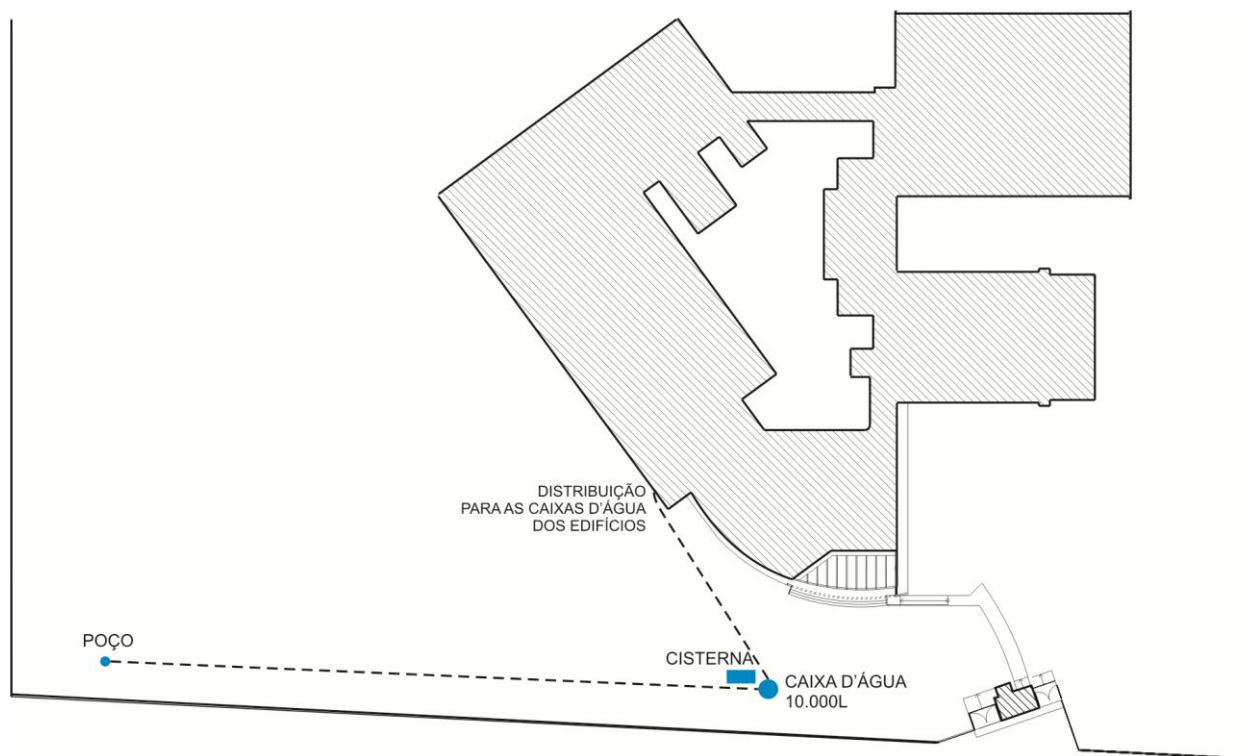 DISTRIBUIÇÃO
PARA AS CAIXAS D'ÁGUA
DOS EDIFÍCIOS
POÇO
CISTERNA
CAIXA D'ÁGUA
10.000L